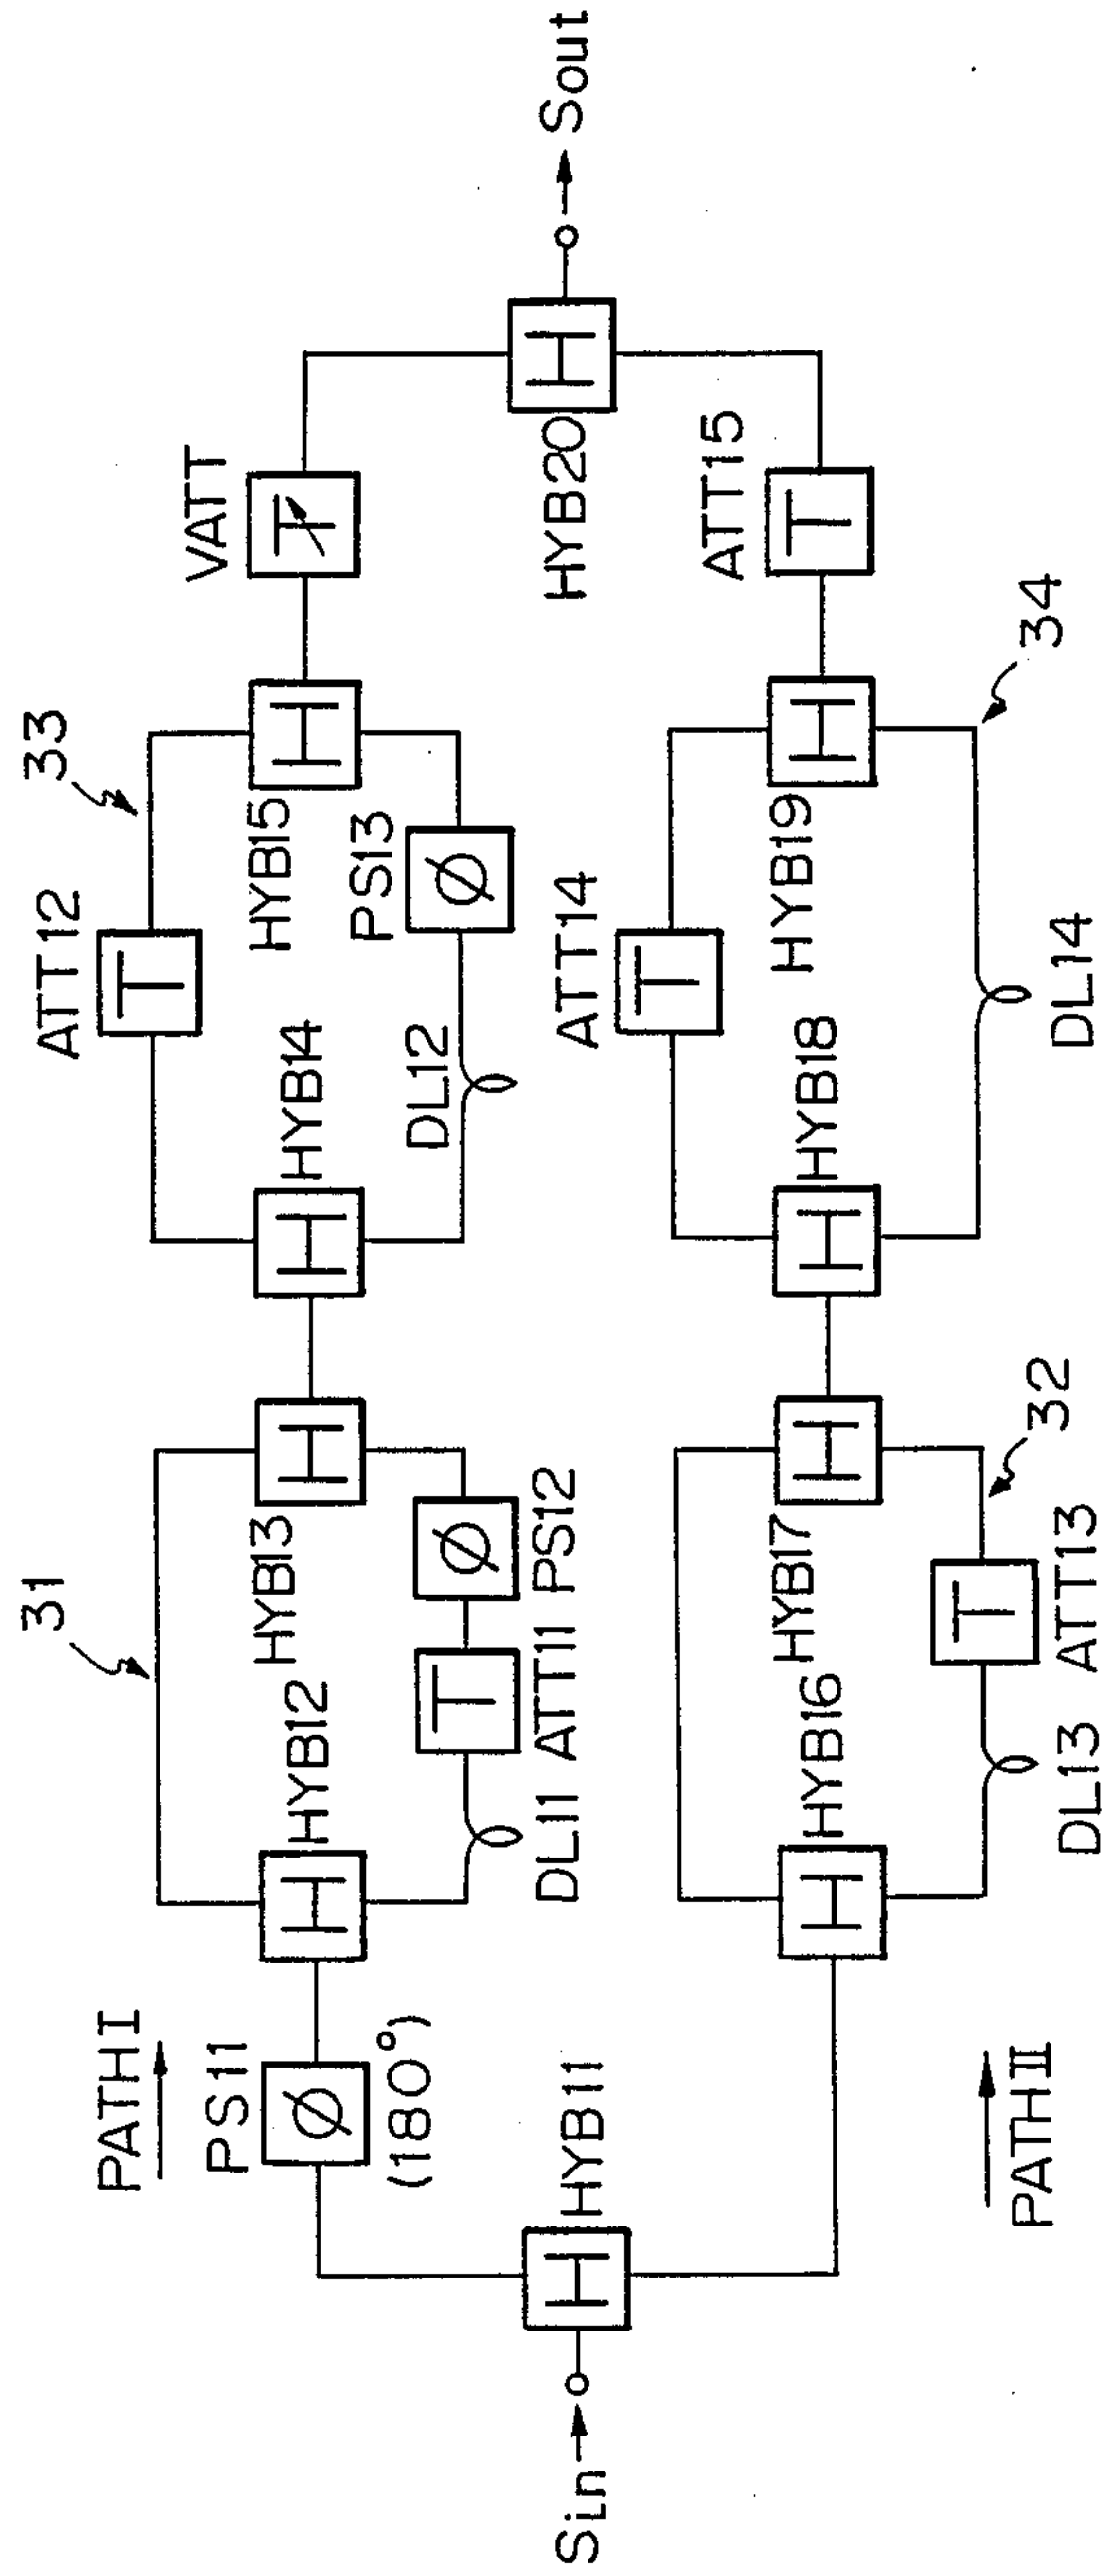 PATH I
PS11
(180°)
31
HYB12
HYB13
DL11
ATT11
PS12
33
ATT12
HYB14
HYB15
DL12
PS13
VATT
Sin
HYB11
HYB20
Sout
PATH II
HYB16
HYB17
DL13
ATT13
32
ATT14
HYB18
HYB19
DL14
34
ATT15